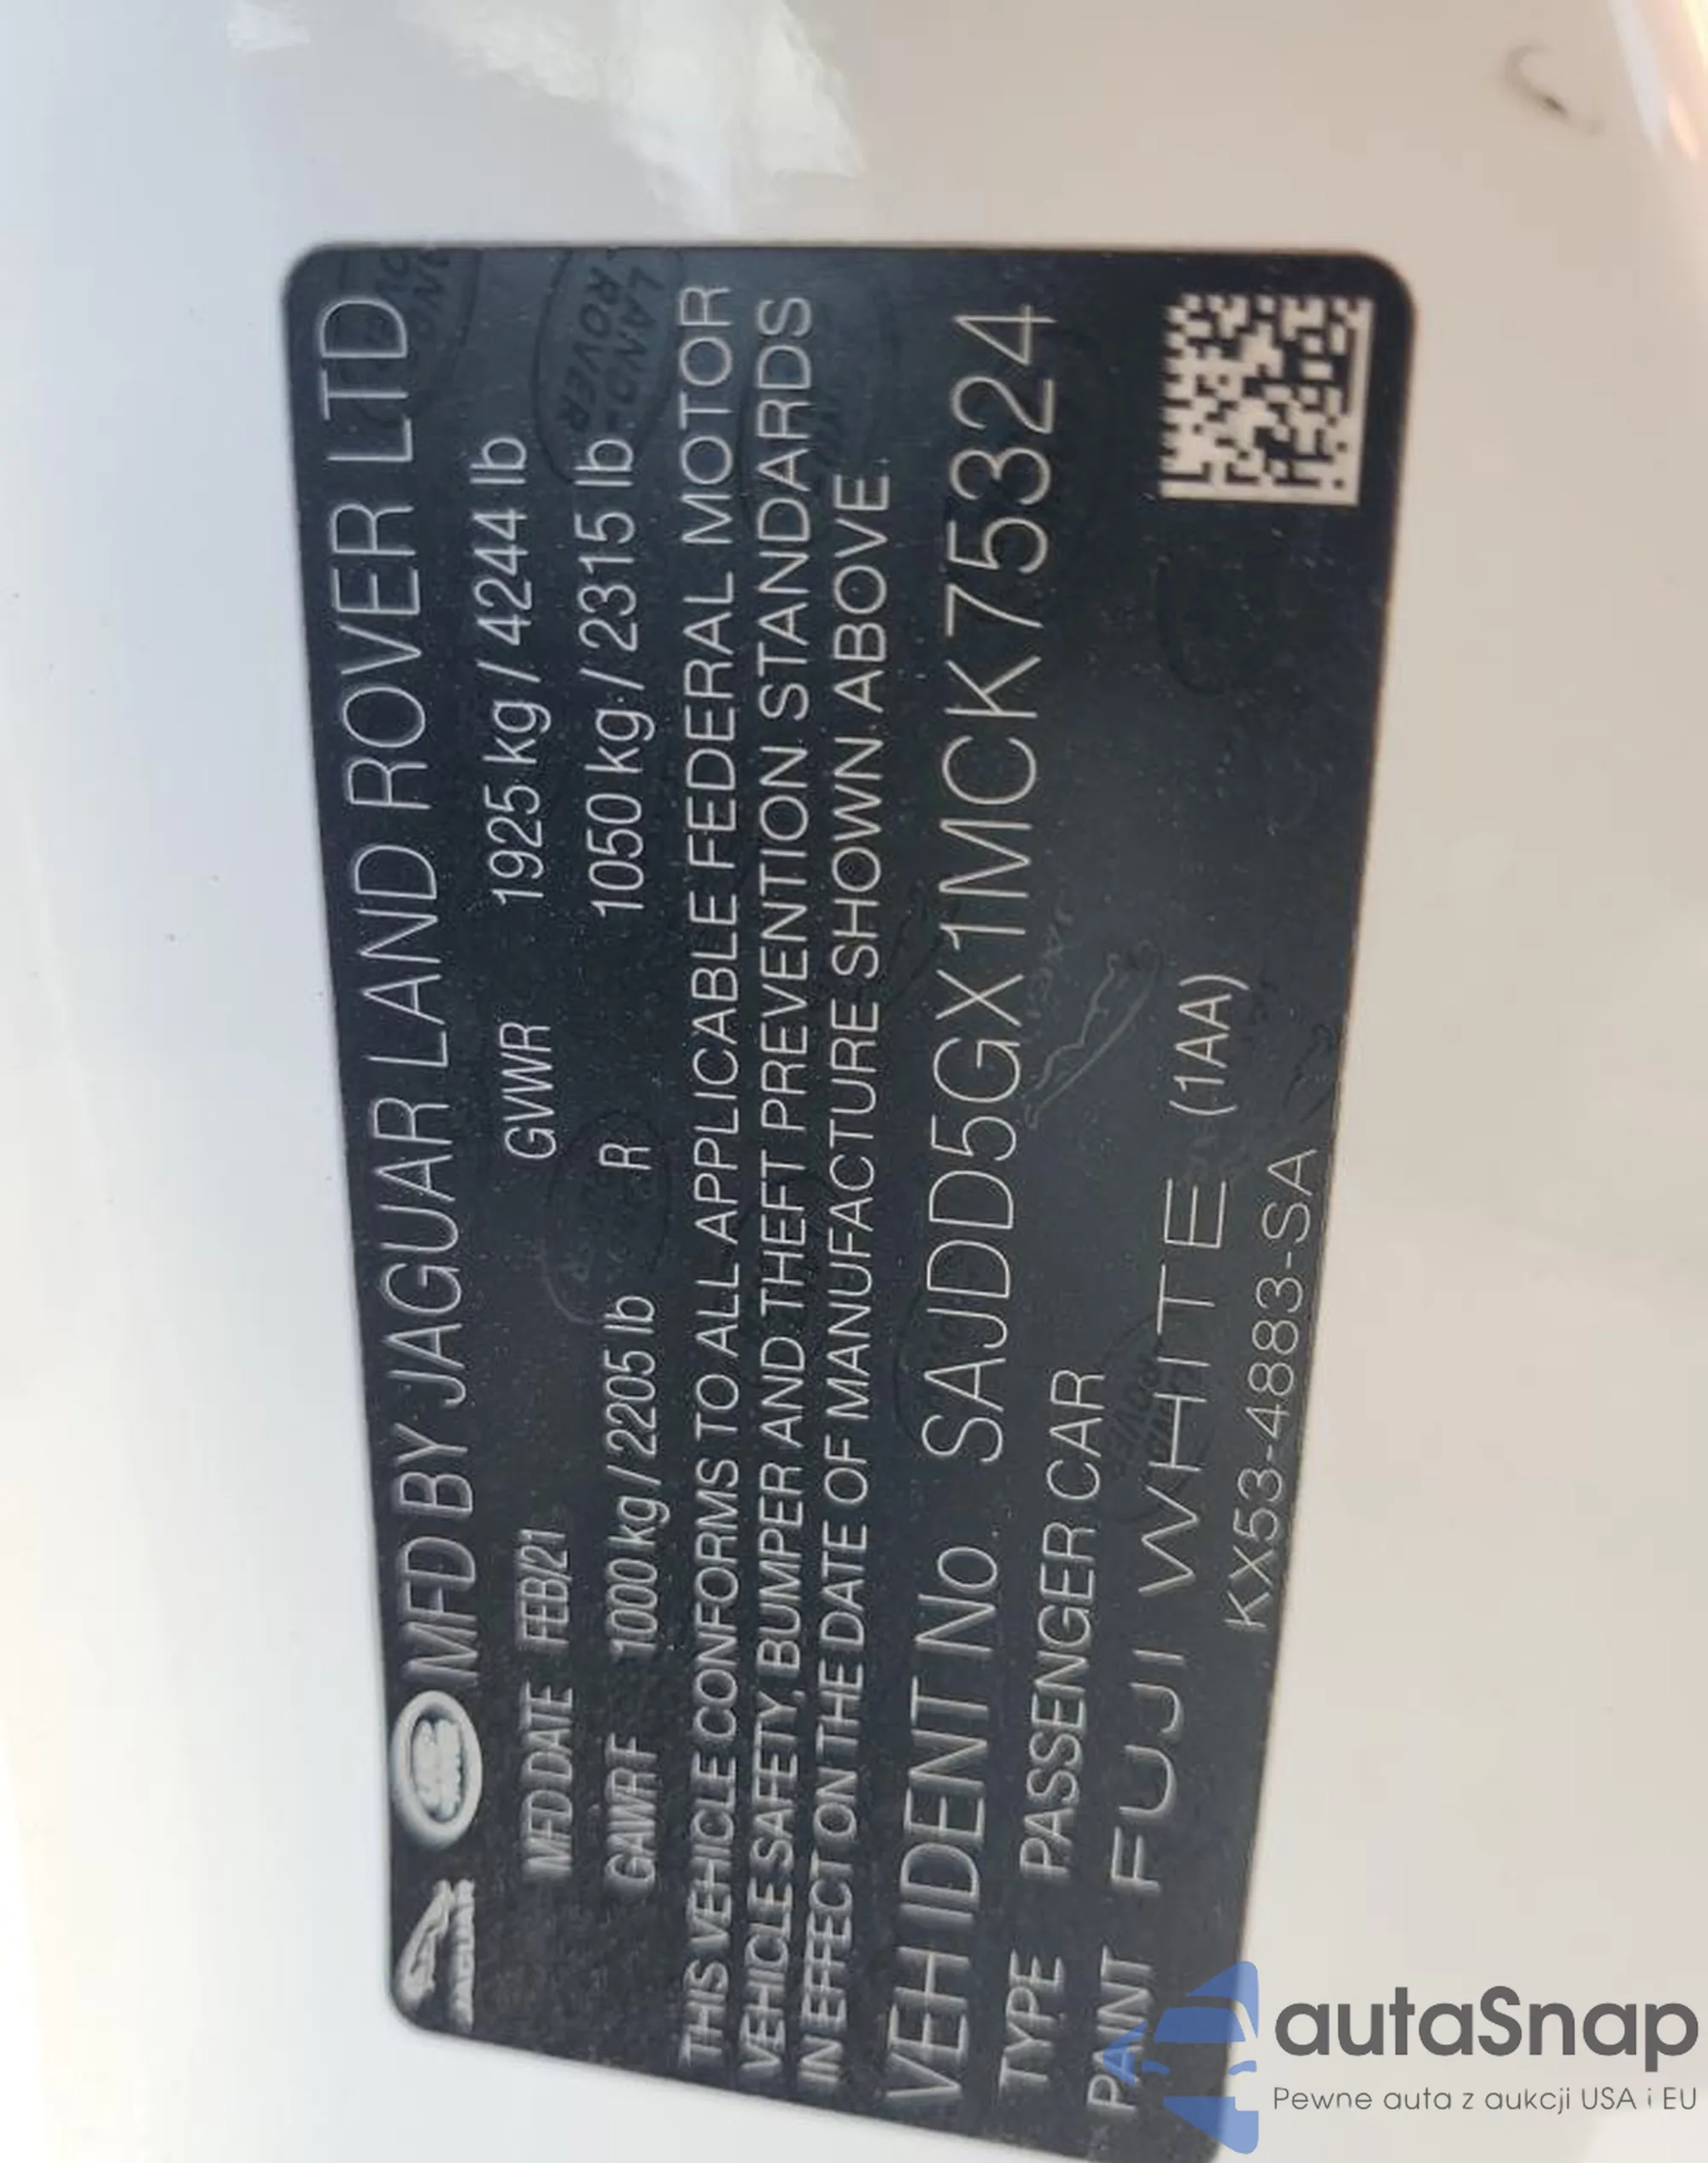 MFD BY JAGUAR LAND ROVER LTD
MFD DATE FEB/21 GVWR 1925 kg / 4244 lb
GAWR F 1000 kg / 2205 lb R 1050 kg / 2315 lb
THIS VEHICLE CONFORMS TO ALL APPLICABLE FEDERAL MOTOR
VEHICLE SAFETY, BUMPER AND THEFT PREVENTION STANDARDS
IN EFFECT ON THE DATE OF MANUFACTURE SHOWN ABOVE
VEH IDENT No. SAJDD5GX1MCK75324
TYPE PASSENGER CAR
PAINT FUJI WHITE (1AA)
KX53-4883-SA
LAND-
ROVER
autaSnap
Pewne auta z aukcji USA i EU